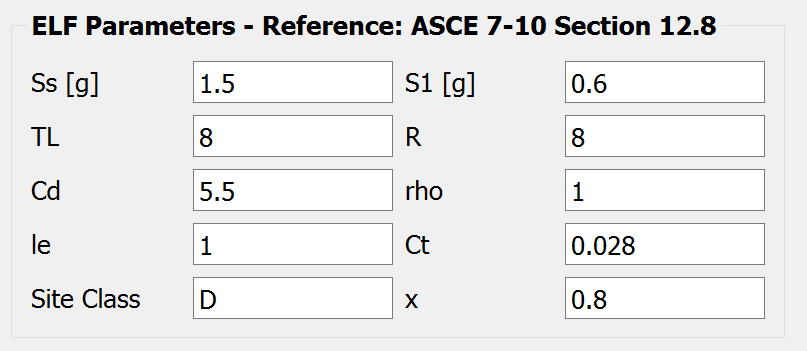 ELF Parameters - Reference: ASCE 7-10 Section 12.8
Ss [g] 1.5 S1 [g] 0.6
TL 8 R 8
Cd 5.5 rho 1
Ie 1 Ct 0.028
Site Class D x 0.8